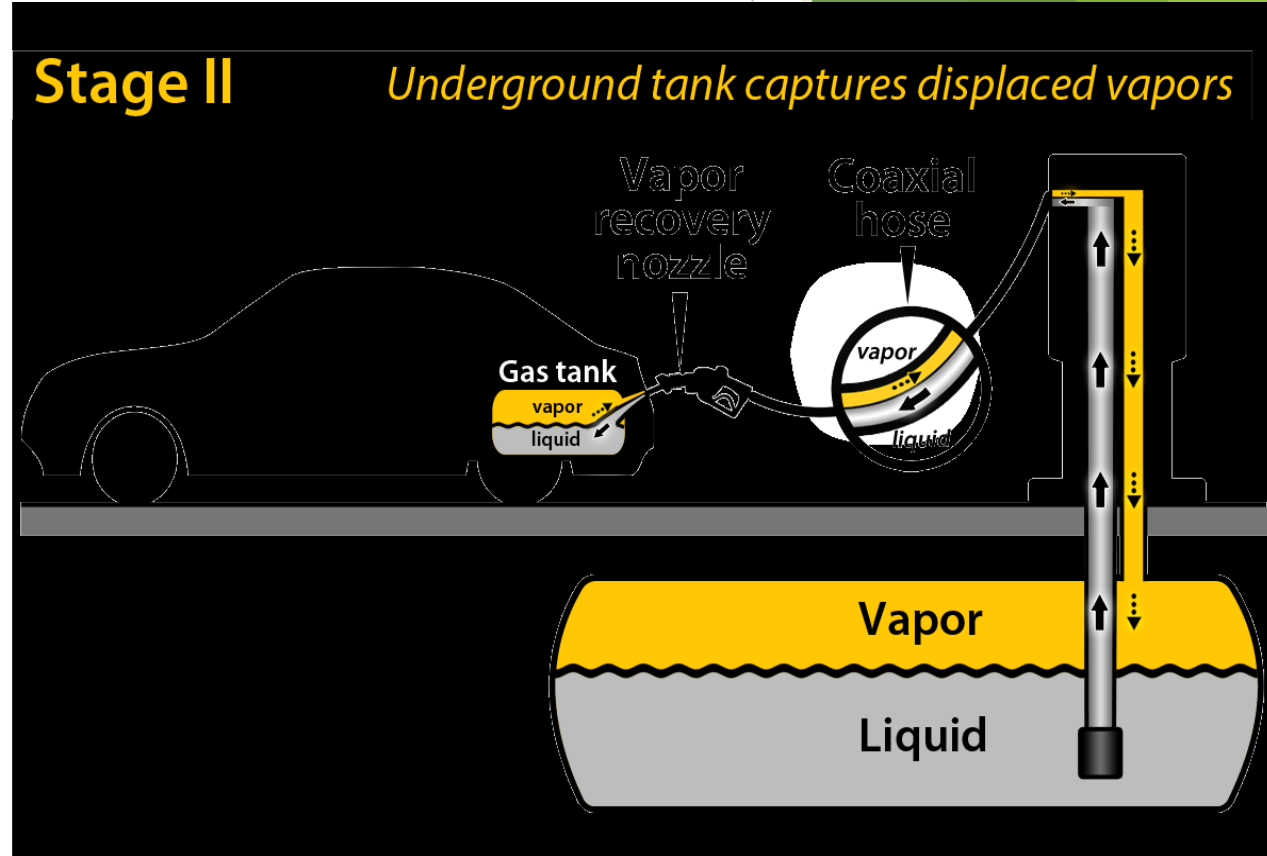 Stage II
Underground tank captures displaced vapors
Vapor
recovery
nozzle
Coaxial
hose
vapor
liquid
Gas tank
vapor
liquid
Vapor
Liquid